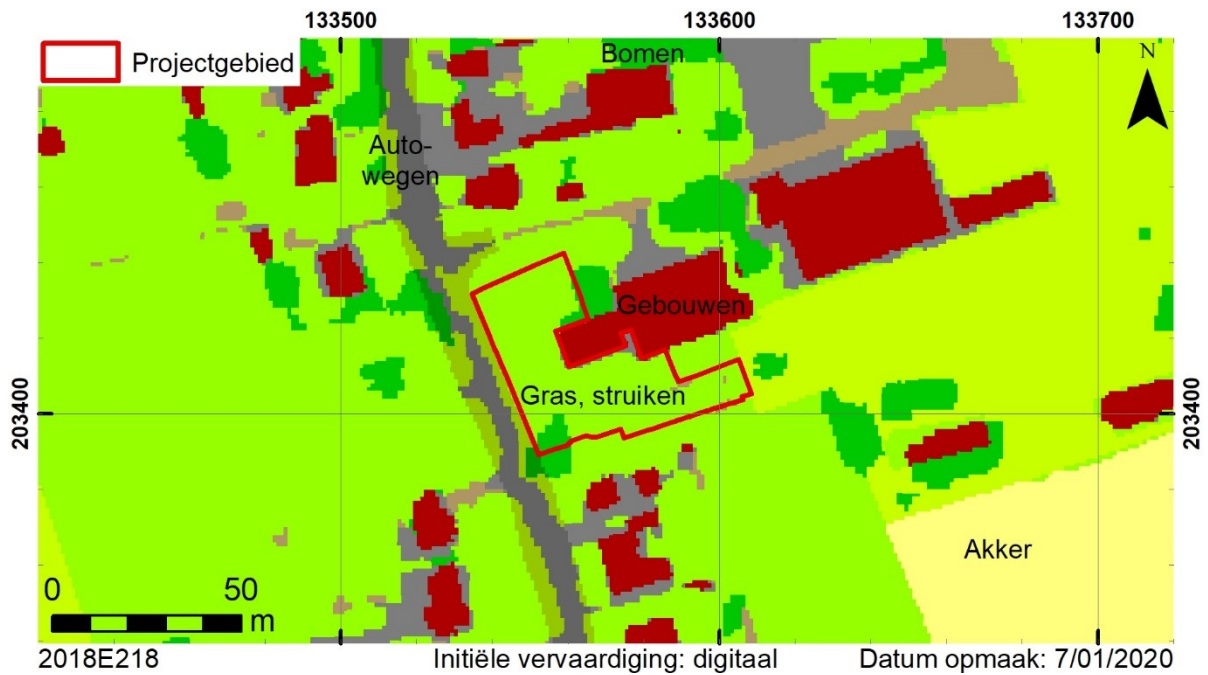 133500 133600 133700
Projectgebied
Bomen
N
Auto-
wegen
Gebouwen
Gras, struiken
203400 203400
Akker
0 50
m
2018E218 Initiële vervaardiging: digitaal Datum opmaak: 7/01/2020